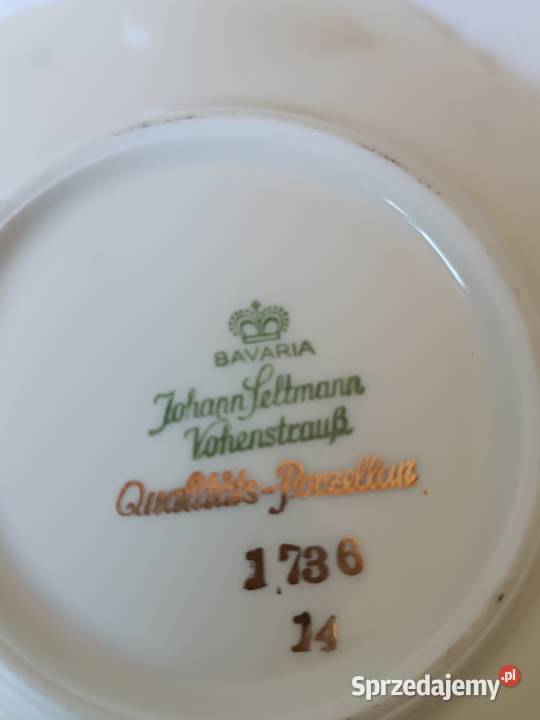 BAVARIA
Johann Seltmann
Vohenstrauß
Qualitäts-Porzellan
1736
14
Sprzedajemy.pl